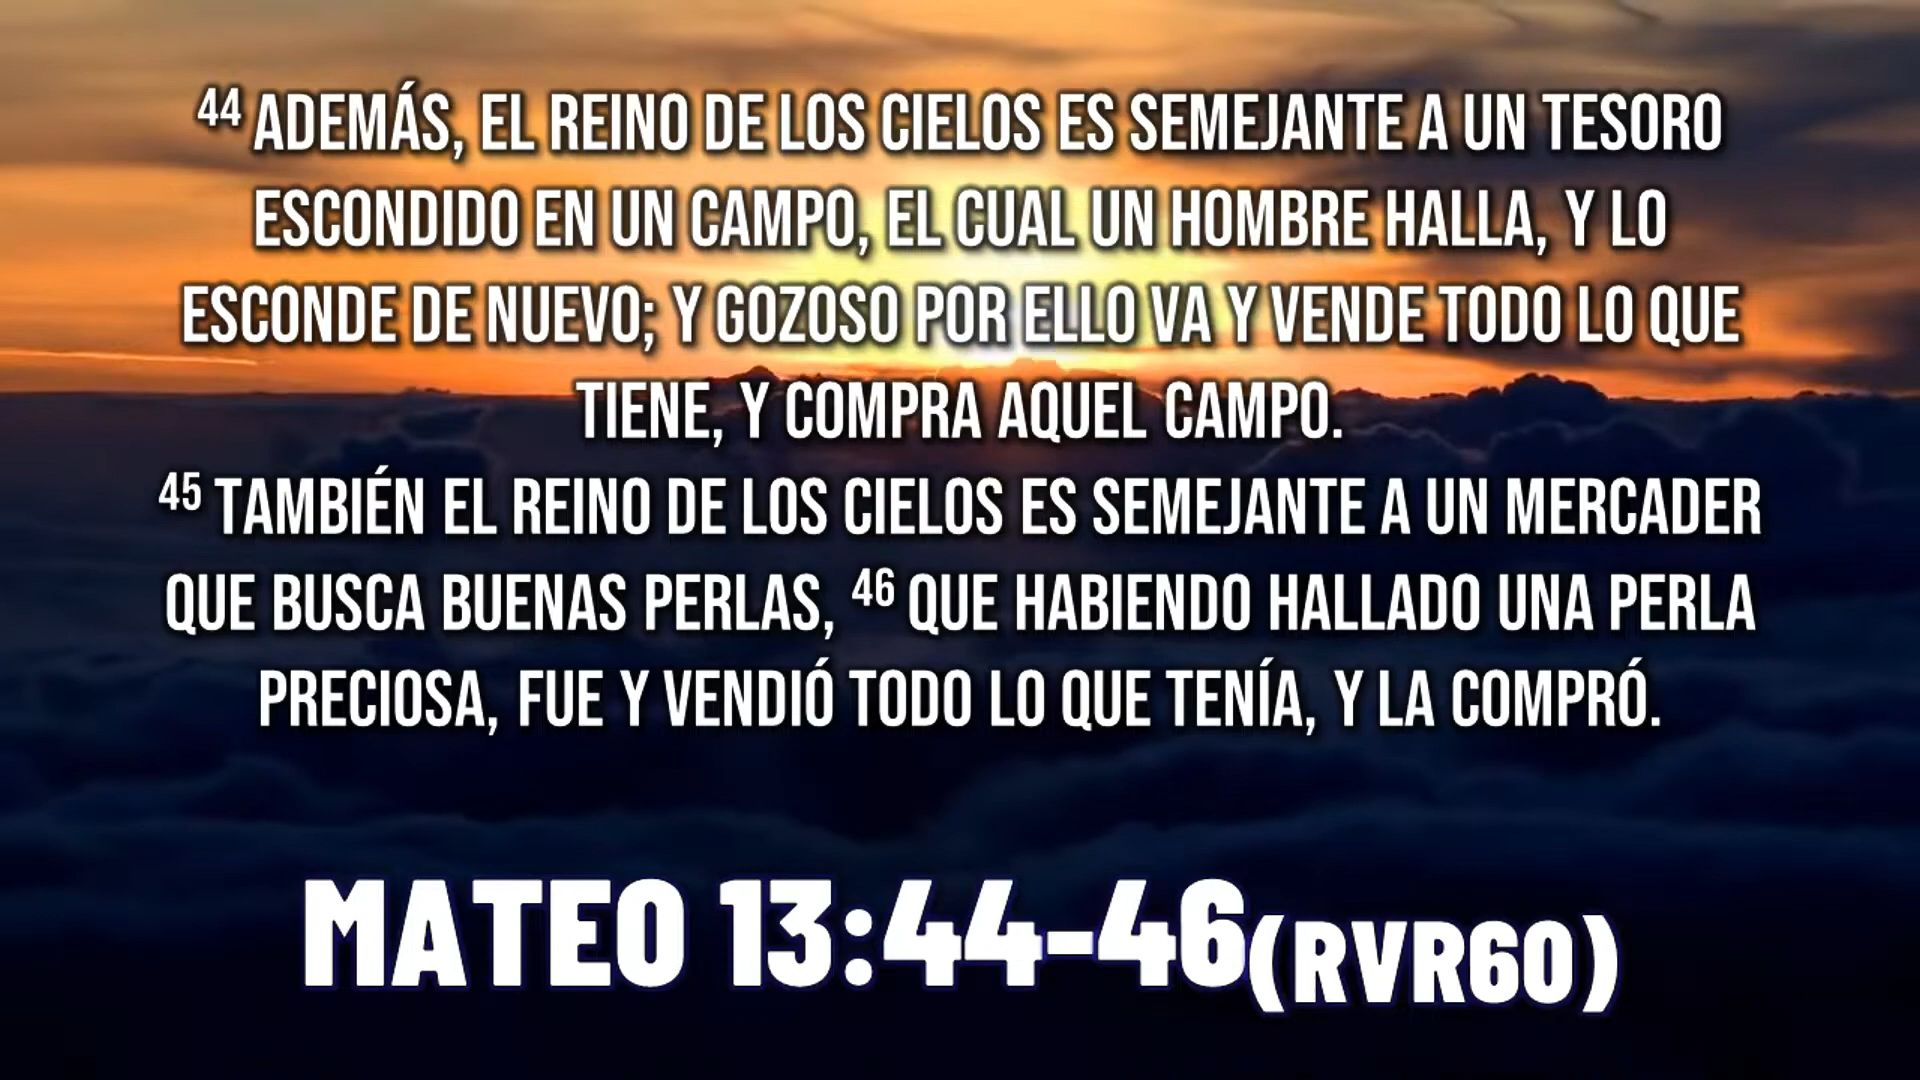 44 ADEMÁS, EL REINO DE LOS CIELOS ES SEMEJANTE A UN TESORO
ESCONDIDO EN UN CAMPO, EL CUAL UN HOMBRE HALLA, Y LO
ESCONDE DE NUEVO; Y GOZOSO POR ELLO VA Y VENDE TODO LO QUE
TIENE, Y COMPRA AQUEL CAMPO.
45 TAMBIÉN EL REINO DE LOS CIELOS ES SEMEJANTE A UN MERCADER
QUE BUSCA BUENAS PERLAS, 46 QUE HABIENDO HALLADO UNA PERLA
PRECIOSA, FUE Y VENDIÓ TODO LO QUE TENÍA, Y LA COMPRÓ.
MATEO 13:44-46(RVR60)